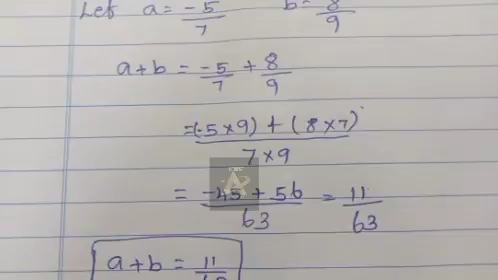 Let a = -5/7 b = 8/9
a+b = -5/7 + 8/9
= (-5×9) + (8×7) / 7×9
= -45 + 56 / 63 = 11/63
a+b = 11/63